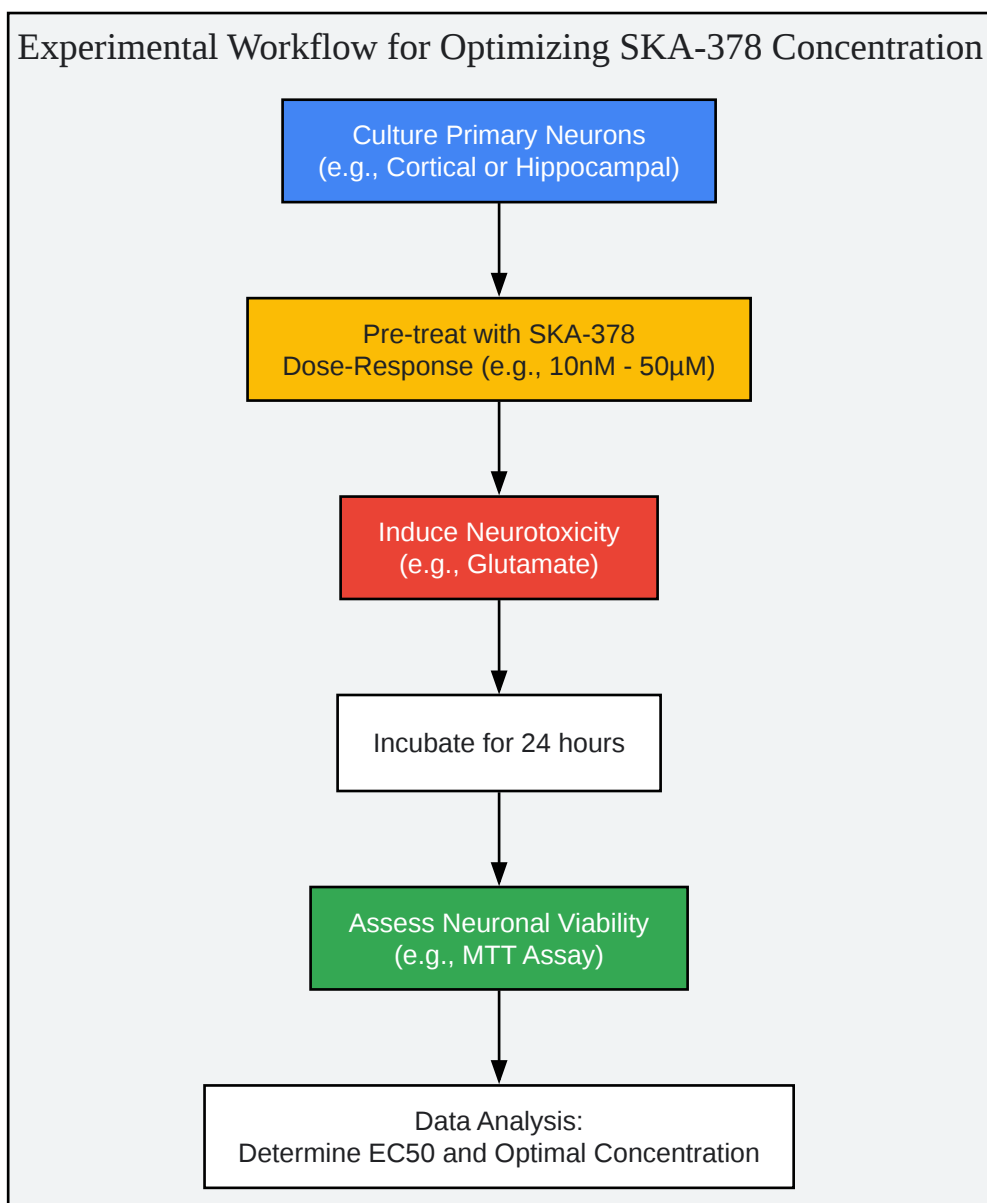 Experimental Workflow for Optimizing SKA-378 Concentration
Culture Primary Neurons
(e.g., Cortical or Hippocampal)
Pre-treat with SKA-378
Dose-Response (e.g., 10nM - 50µM)
Induce Neurotoxicity
(e.g., Glutamate)
Incubate for 24 hours
Assess Neuronal Viability
(e.g., MTT Assay)
Data Analysis:
Determine EC50 and Optimal Concentration